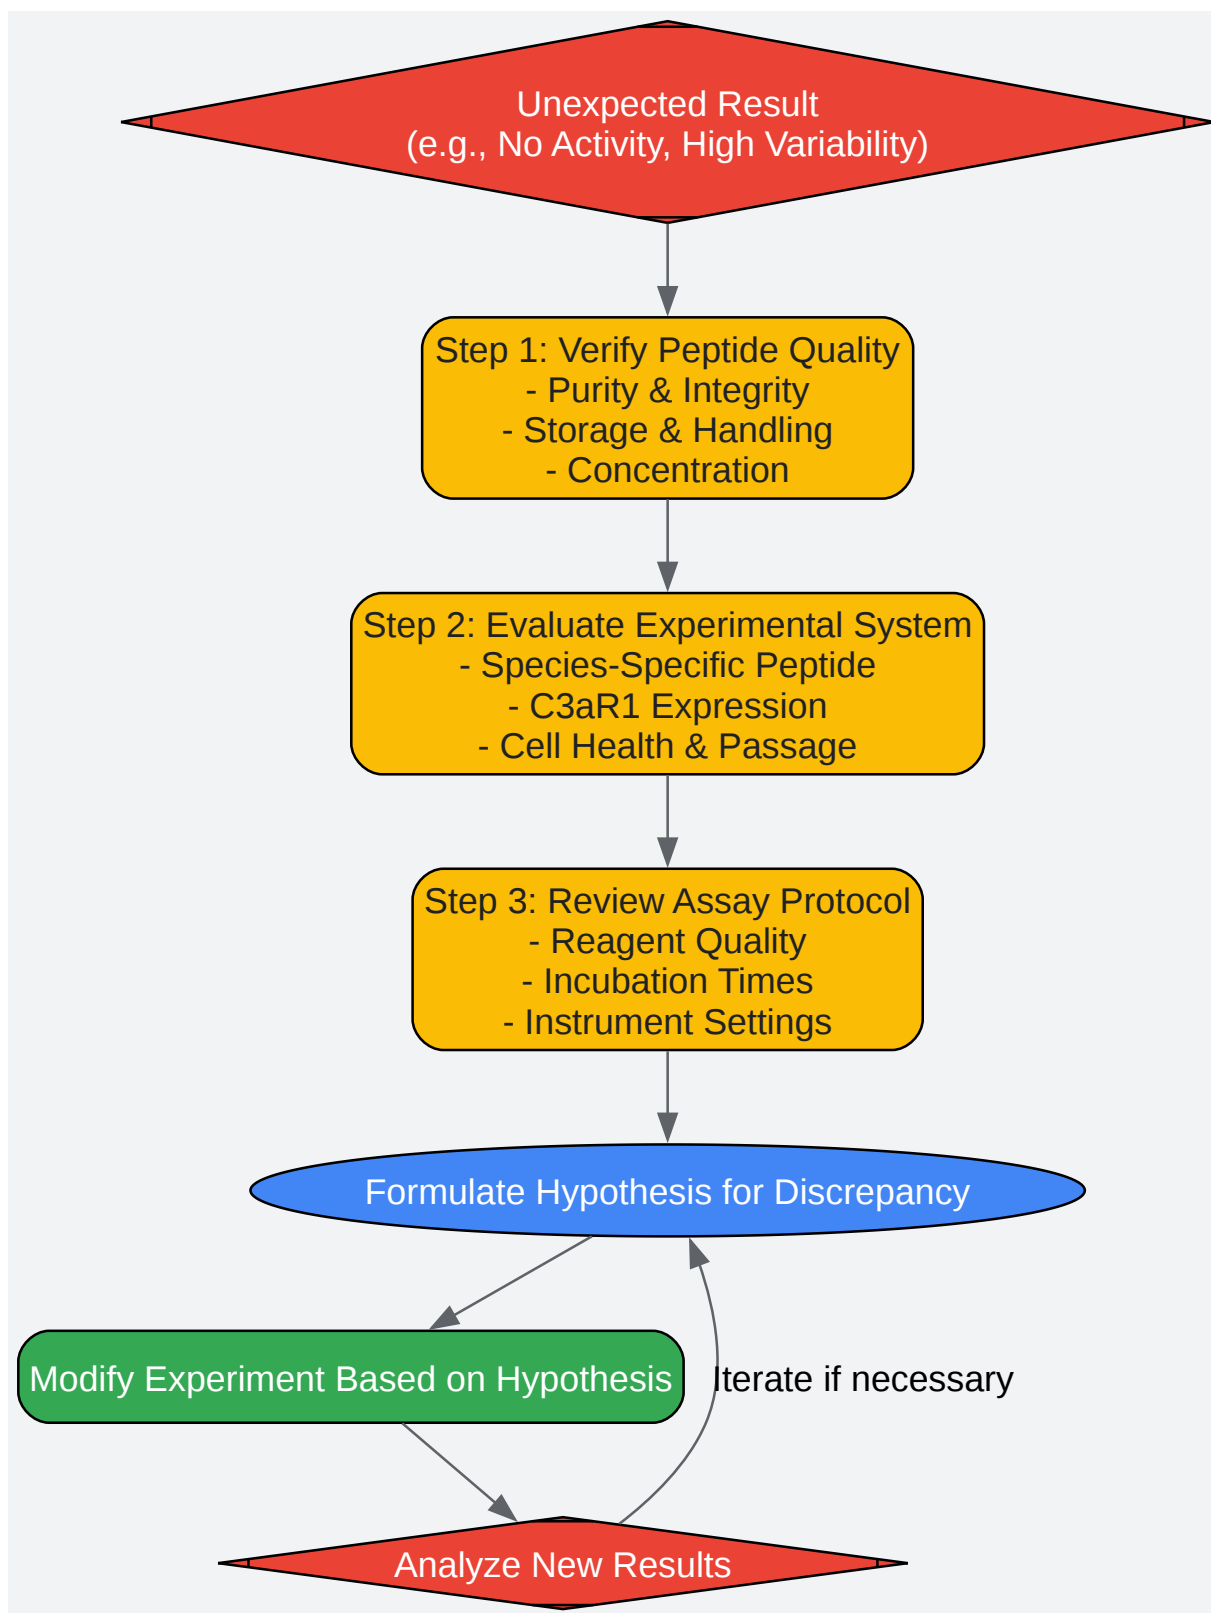 Unexpected Result
(e.g., No Activity, High Variability)
Step 1: Verify Peptide Quality
- Purity & Integrity
- Storage & Handling
- Concentration
Step 2: Evaluate Experimental System
- Species-Specific Peptide
- C3aR1 Expression
- Cell Health & Passage
Step 3: Review Assay Protocol
- Reagent Quality
- Incubation Times
- Instrument Settings
Formulate Hypothesis for Discrepancy
Modify Experiment Based on Hypothesis
Iterate if necessary
Analyze New Results